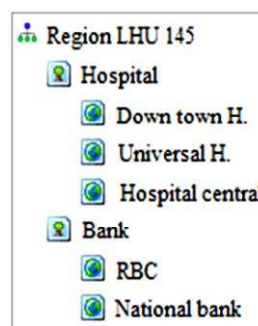 Region LHU 145
Hospital
Down town H.
Universal H.
Hospital central
Bank
RBC
National bank